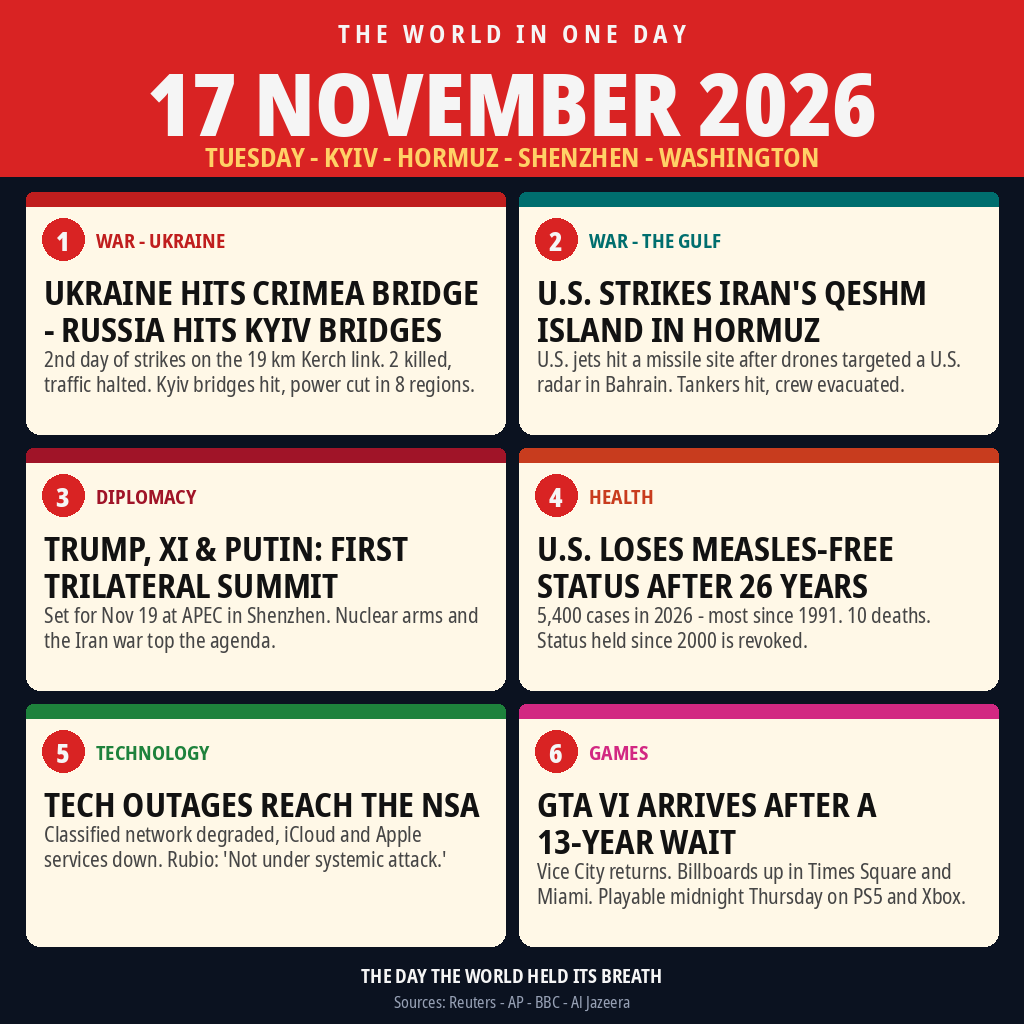 THE WORLD IN ONE DAY
17 NOVEMBER 2026
TUESDAY - KYIV - HORMUZ - SHENZHEN - WASHINGTON
1
WAR - UKRAINE
UKRAINE HITS CRIMEA BRIDGE
- RUSSIA HITS KYIV BRIDGES
2nd day of strikes on the 19 km Kerch link. 2 killed,
traffic halted. Kyiv bridges hit, power cut in 8 regions.
2
WAR - THE GULF
U.S. STRIKES IRAN'S QESHM
ISLAND IN HORMUZ
U.S. jets hit a missile site after drones targeted a U.S.
radar in Bahrain. Tankers hit, crew evacuated.
3
DIPLOMACY
TRUMP, XI & PUTIN: FIRST
TRILATERAL SUMMIT
Set for Nov 19 at APEC in Shenzhen. Nuclear arms and
the Iran war top the agenda.
4
HEALTH
U.S. LOSES MEASLES-FREE
STATUS AFTER 26 YEARS
5,400 cases in 2026 - most since 1991. 10 deaths.
Status held since 2000 is revoked.
5
TECHNOLOGY
TECH OUTAGES REACH THE NSA
Classified network degraded, iCloud and Apple
services down. Rubio: 'Not under systemic attack.'
6
GAMES
GTA VI ARRIVES AFTER A
13-YEAR WAIT
Vice City returns. Billboards up in Times Square and
Miami. Playable midnight Thursday on PS5 and Xbox.
THE DAY THE WORLD HELD ITS BREATH
Sources: Reuters - AP - BBC - Al Jazeera